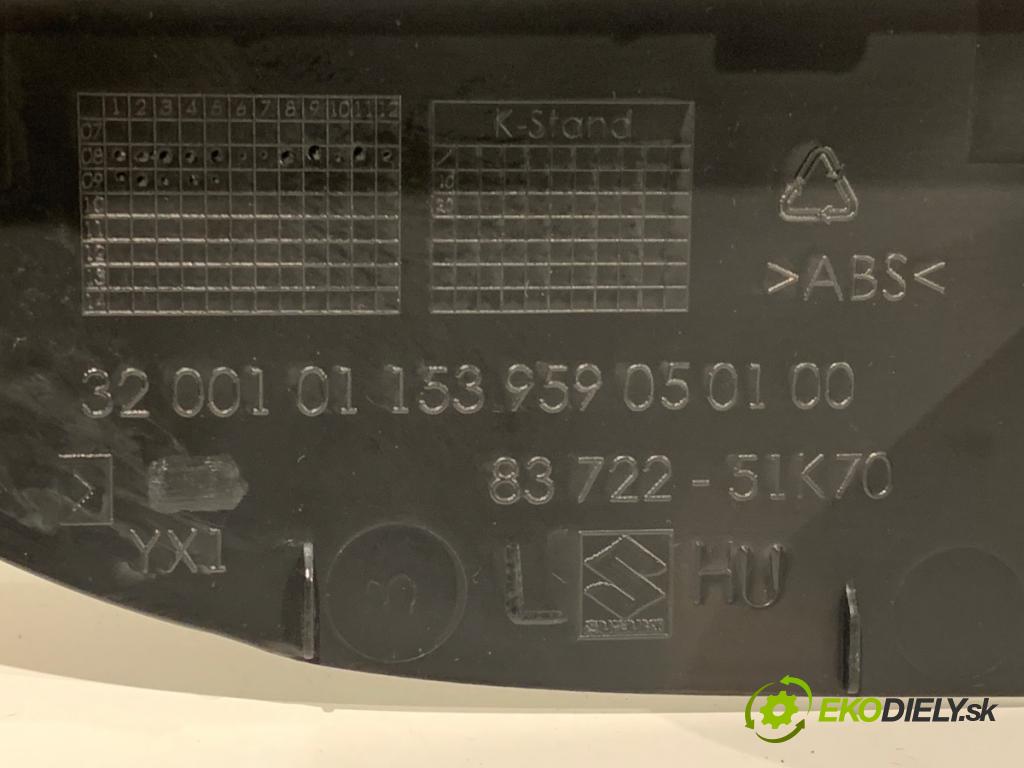 1 2 3 4 5 6 7 8 9 10 11 12
07
08
09
10
11
12
13
14
K-Stand
20
>ABS<
32 001 01 153 959 05 01 00
83 722 - 51K70
YX1
3
L
SUZUKI
HU
EKODIELY.sk